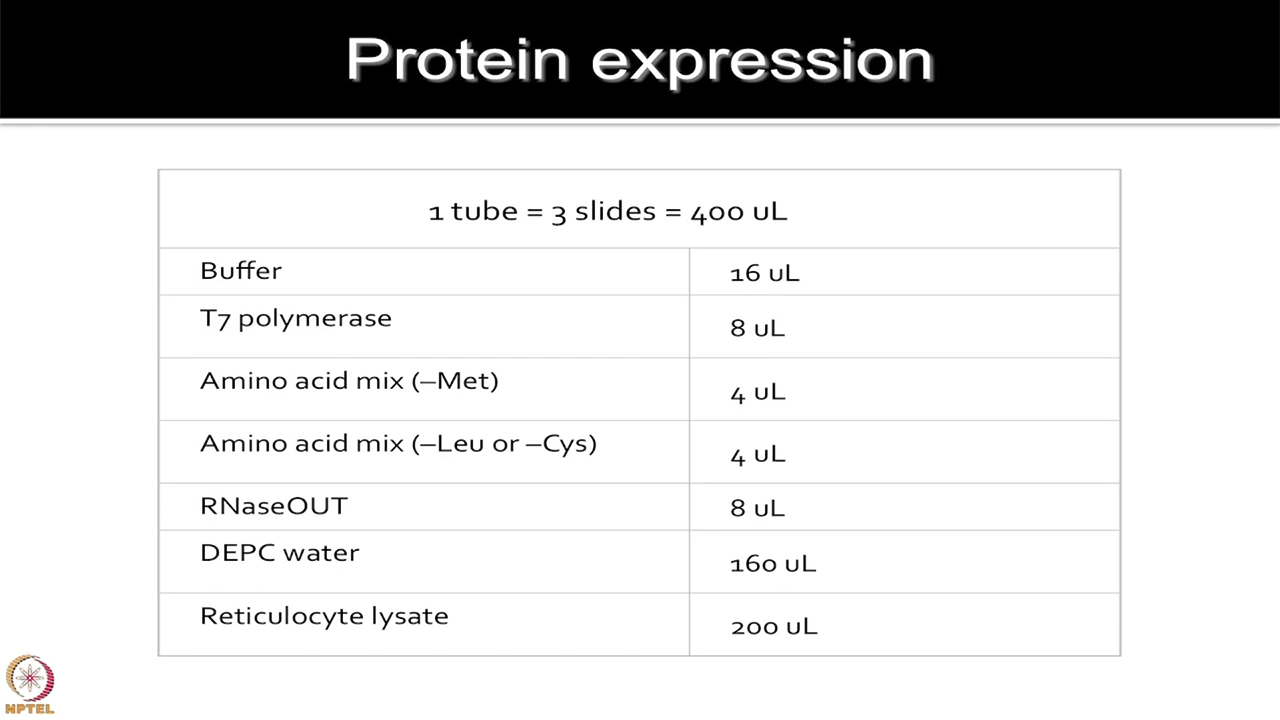 Protein expression
1 tube = 3 slides = 400 uL
Buffer 16 uL
T7 polymerase 8 uL
Amino acid mix (–Met) 4 uL
Amino acid mix (–Leu or –Cys) 4 uL
RNaseOUT 8 uL
DEPC water 160 uL
Reticulocyte lysate 200 uL
NPTEL